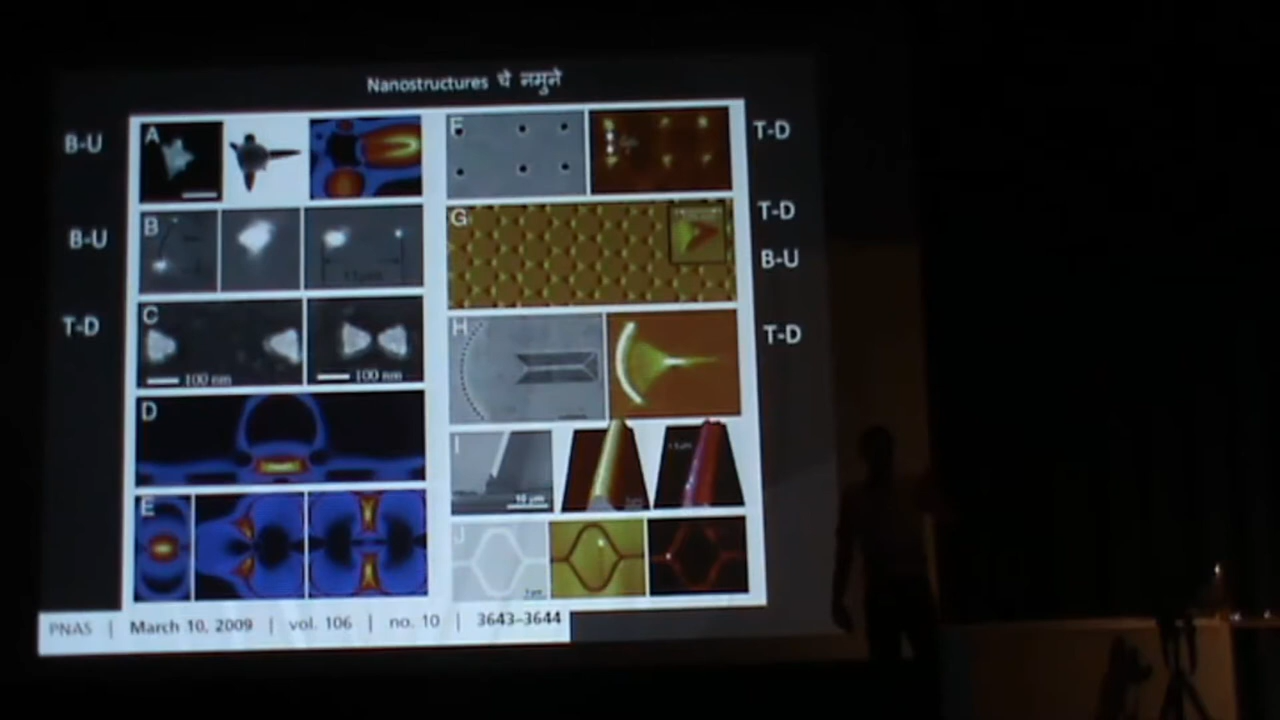 Nanostructures चे नमुने
B-U
A
F
T-D
B-U
B
G
T-D
B-U
T-D
C
100 nm
100 nm
H
T-D
D
I
10 μm
E
J
PNAS | March 10, 2009 | vol. 106 | no. 10 | 3643-3644